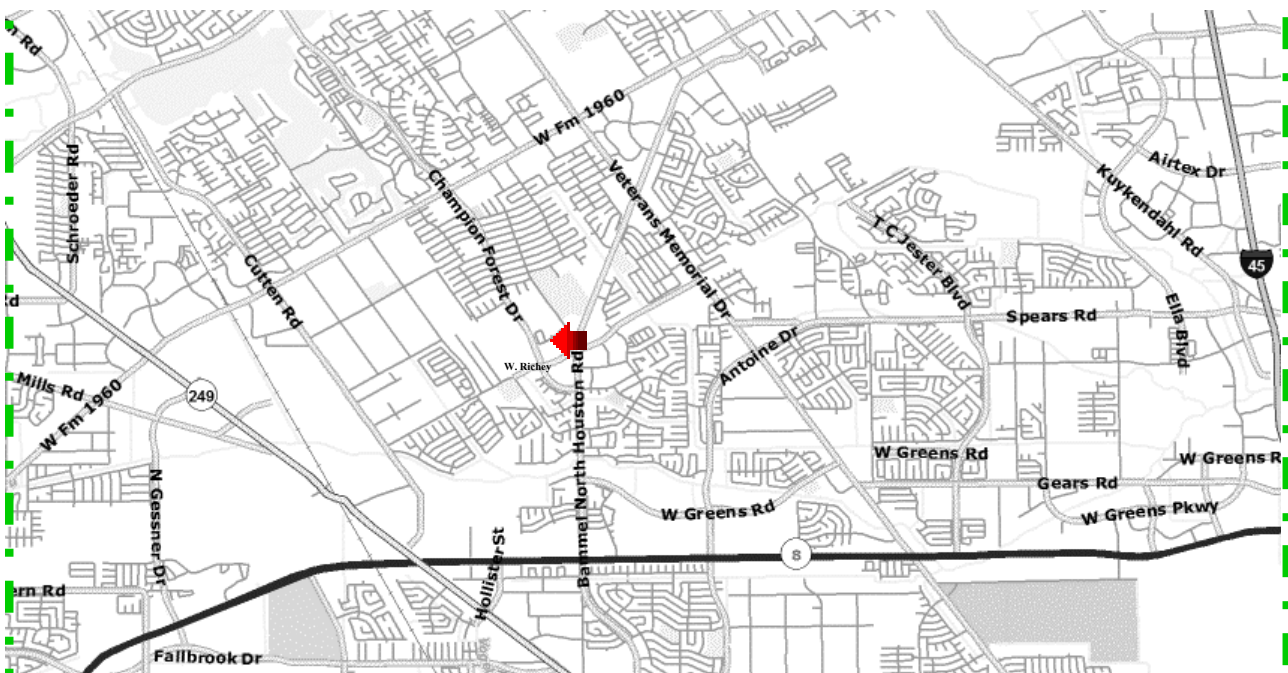 n Rd
W Fm 1960
Schroeder Rd
Champion Forest Dr
Veterans Memorial Dr
Airtex Dr
Kuykendahl Rd
T C Jester Blvd
45
Cutten Rd
Rd
Ella Blvd
Spears Rd
Antoine Dr
W. Richey
Mills Rd
249
W Fm 1960
Bammel North Houston Rd
W Greens Rd
W Greens R
N Gessner Dr
Gears Rd
W Greens Rd
W Greens Pkwy
8
Hollister St
ern Rd
Fallbrook Dr